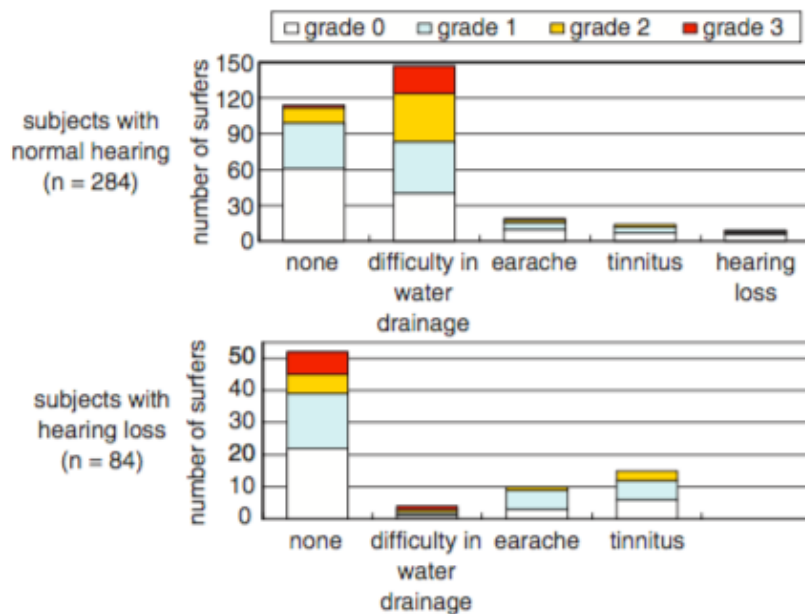 grade 0 grade 1 grade 2 grade 3
subjects with
normal hearing
(n = 284)
number of surfers
150
120
90
60
30
0
none
difficulty in
water
drainage
earache
tinnitus
hearing
loss
subjects with
hearing loss
(n = 84)
number of surfers
50
40
30
20
10
0
none
difficulty in
water
drainage
earache
tinnitus